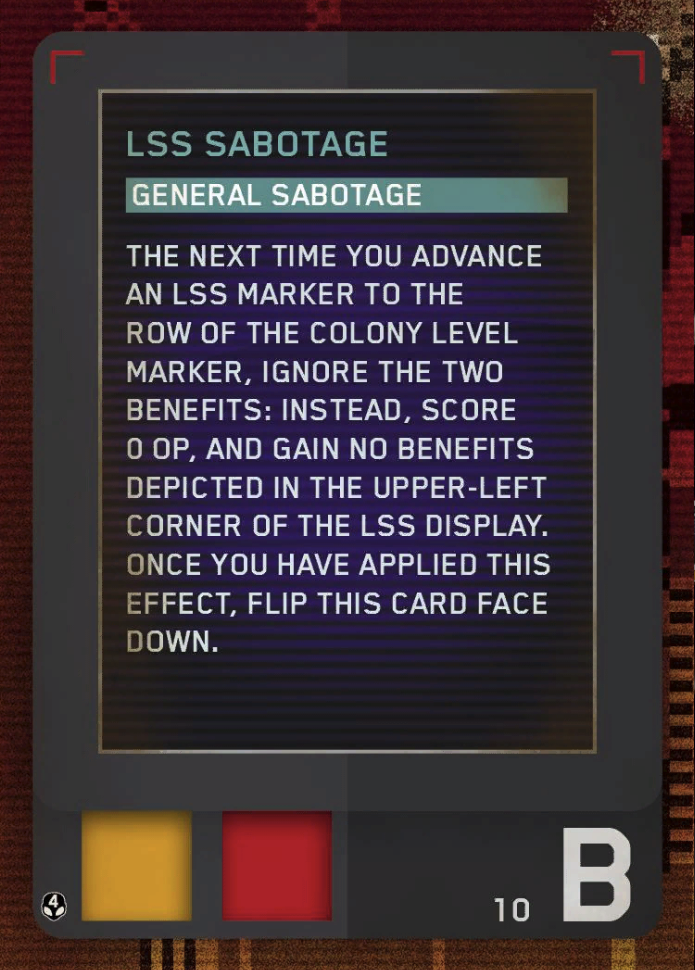 LSS SABOTAGE
GENERAL SABOTAGE
THE NEXT TIME YOU ADVANCE
AN LSS MARKER TO THE
ROW OF THE COLONY LEVEL
MARKER, IGNORE THE TWO
BENEFITS: INSTEAD, SCORE
0 OP, AND GAIN NO BENEFITS
DEPICTED IN THE UPPER-LEFT
CORNER OF THE LSS DISPLAY.
ONCE YOU HAVE APPLIED THIS
EFFECT, FLIP THIS CARD FACE
DOWN.
4
10
B